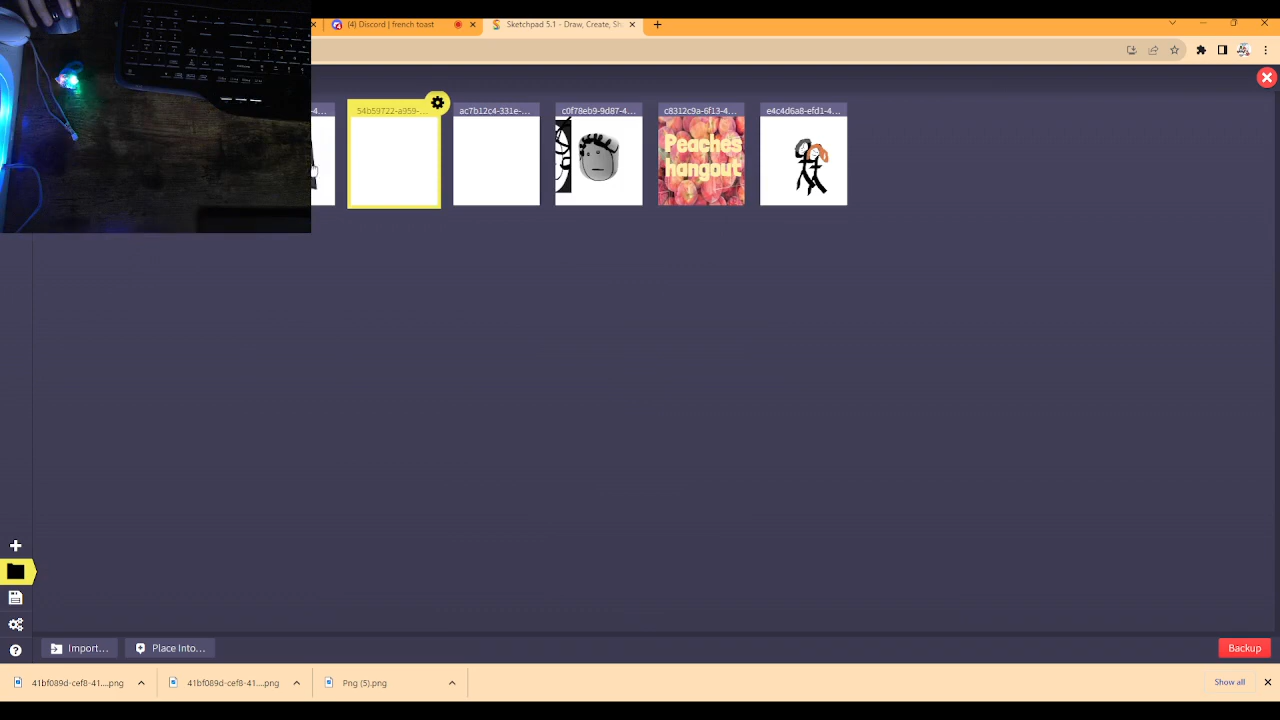 (4) Discord | french toast
Sketchpad 5.1 - Draw, Create, Sh
54b59722-a959-...
ac7b12c4-331e-...
c0f78eb9-9d87-4...
c8312c9a-6f13-4...
e4c4d6a8-efd1-4...
Peaches
hangout
Import...
Place Into...
Backup
41bf089d-cef8-41....png
41bf089d-cef8-41....png
Png (5).png
Show all